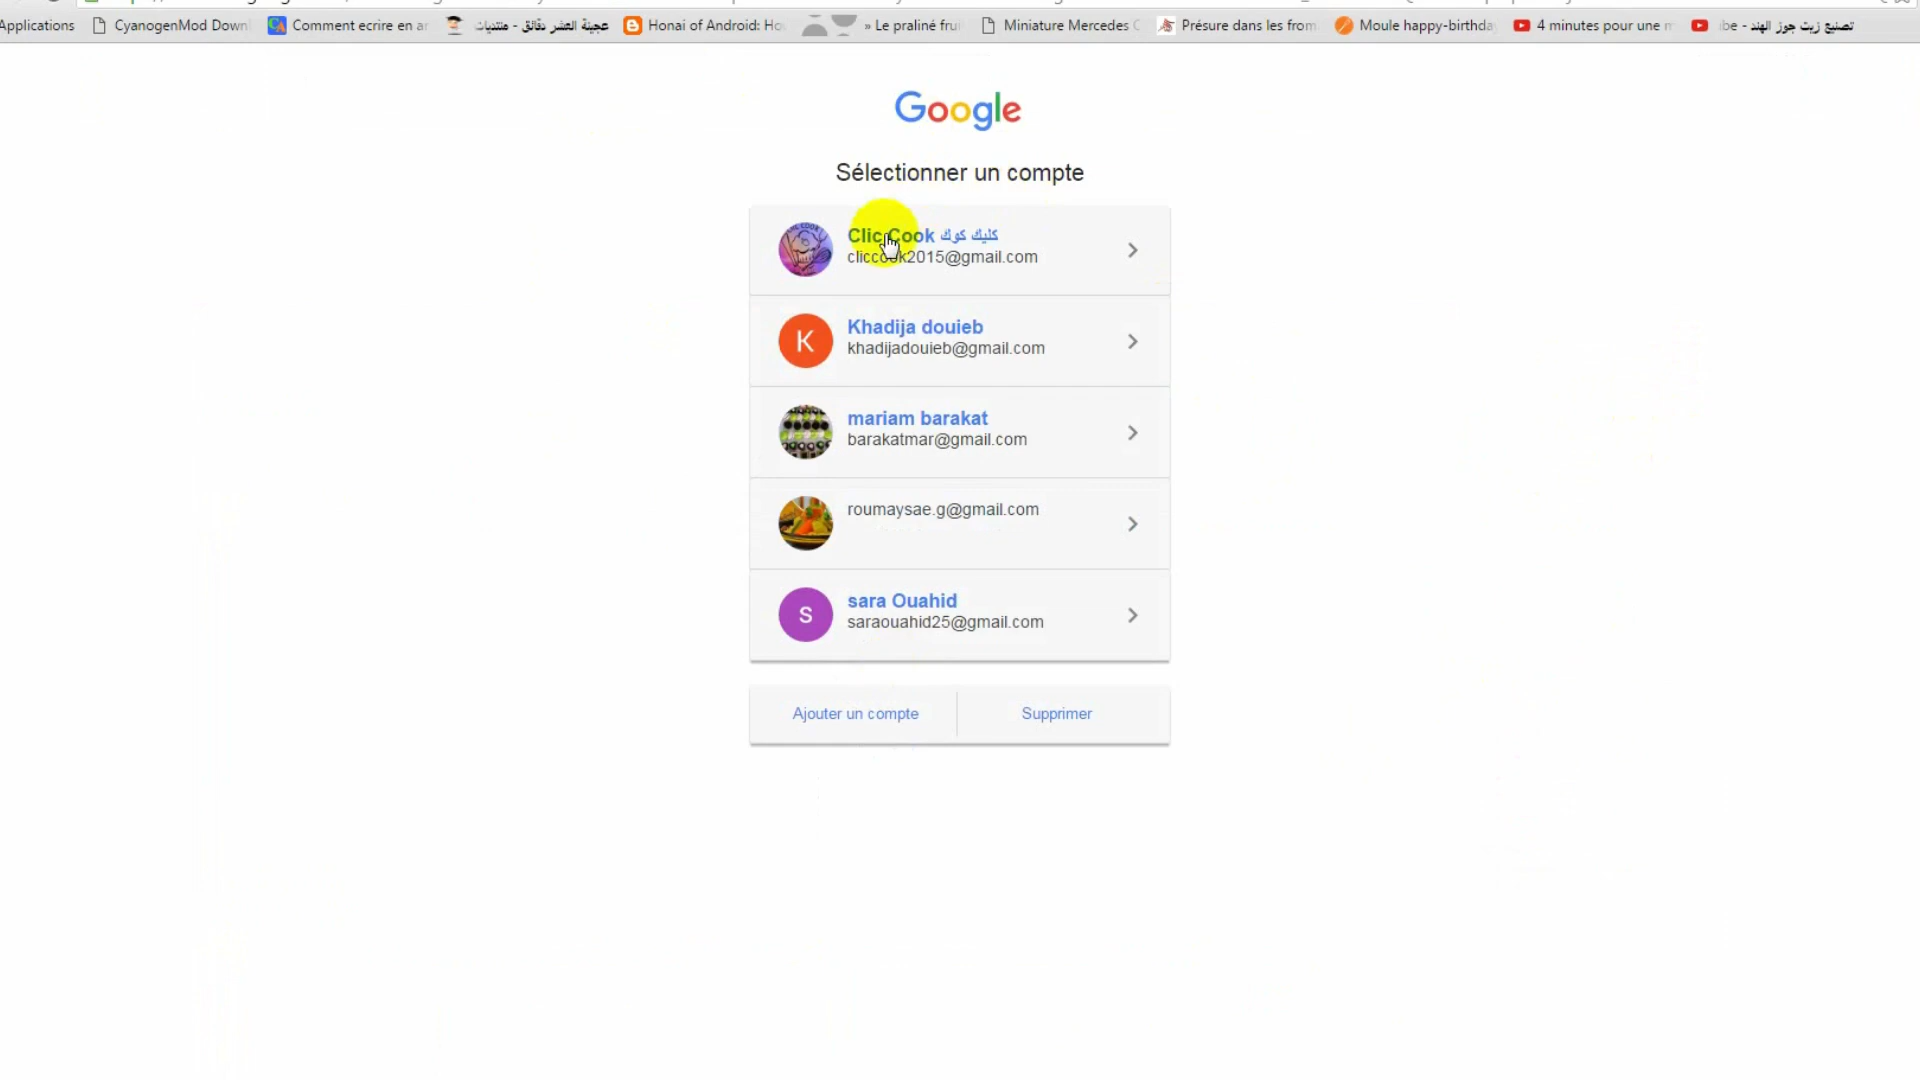 Applications CyanogenMod Down Comment ecrire en ar عجينة العشر دقائق - منتديات Honai of Android: Ho » Le praliné frui Miniature Mercedes C Présure dans les from Moule happy-birthda 4 minutes pour une تصنيع زيت جوز الهند - be
Google
Sélectionner un compte
Clic Cook كليك كوك
cliccook2015@gmail.com
K
Khadija douieb
khadijadouieb@gmail.com
mariam barakat
barakatmar@gmail.com
roumaysae.g@gmail.com
S
sara Ouahid
saraouahid25@gmail.com
Ajouter un compte
Supprimer